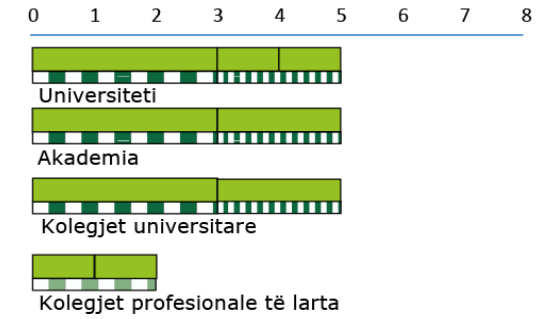 0 1 2 3 4 5 6 7 8
Universiteti
Akademia
Kolegjet universitare
Kolegjet profesionale të larta